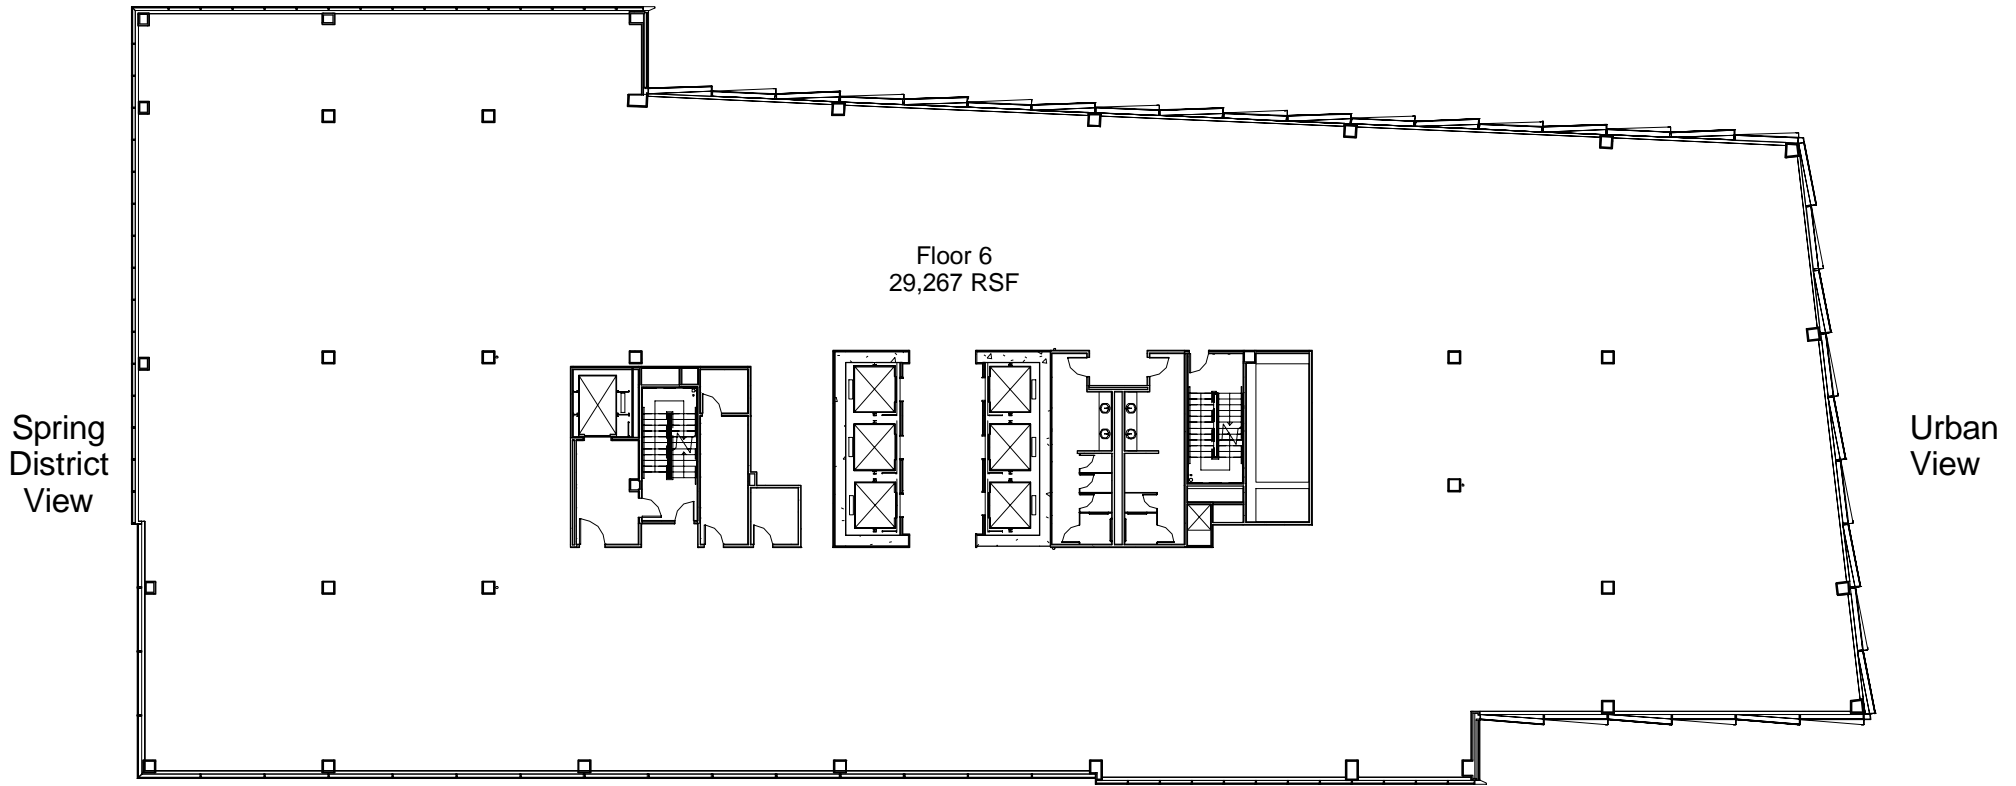 Floor 6
29,267 RSF
Spring
District
View
Urban
View